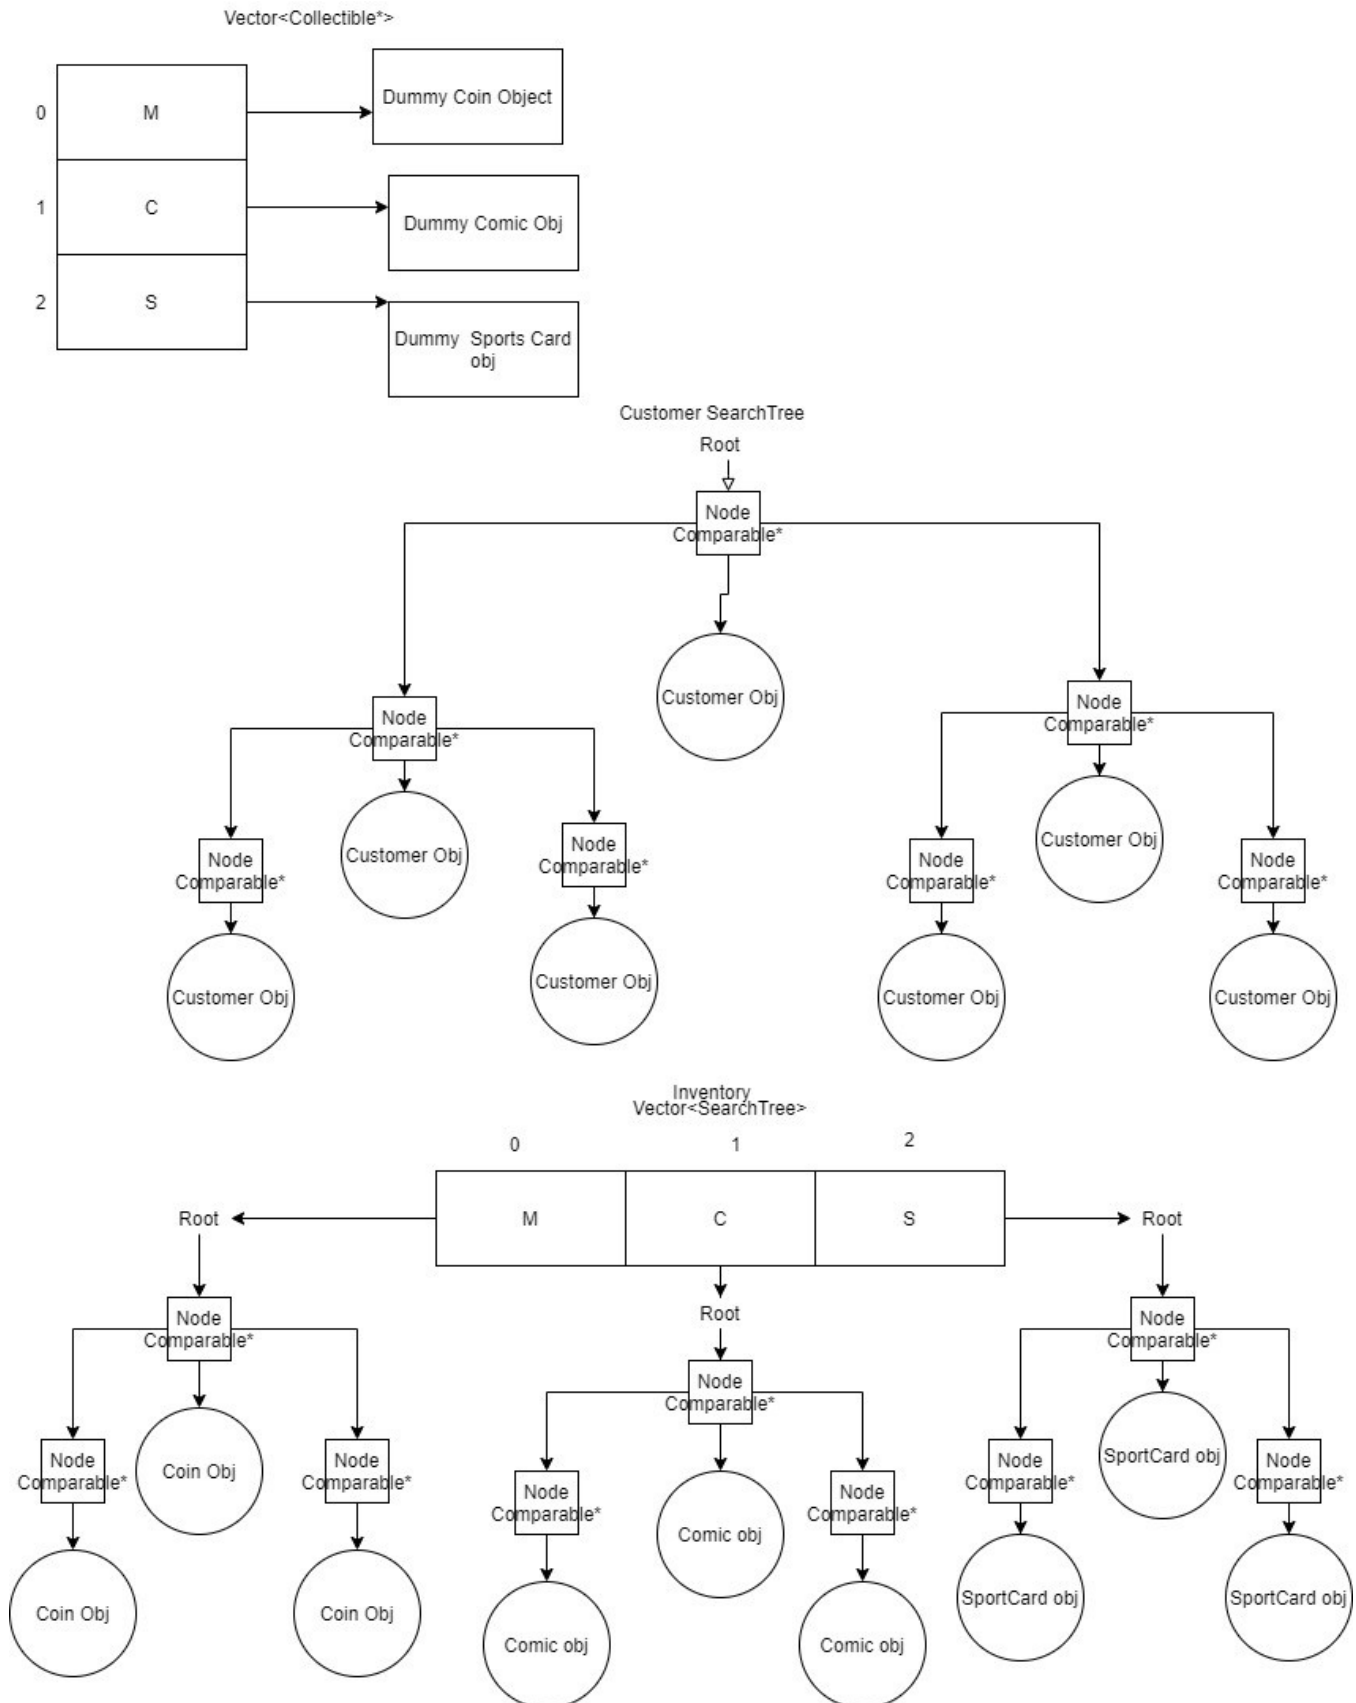 Vector<Collectible*>
0
M
Dummy Coin Object
1
C
Dummy Comic Obj
2
S
Dummy  Sports Card
obj
Customer SearchTree
Root
Node
Comparable*
Customer Obj
Node
Comparable*
Node
Comparable*
Customer Obj
Customer Obj
Node
Comparable*
Node
Comparable*
Node
Comparable*
Node
Comparable*
Customer Obj
Customer Obj
Customer Obj
Customer Obj
Inventory
Vector<SearchTree>
0
1
2
Root
M
C
S
Root
Node
Comparable*
Root
Node
Comparable*
Node
Comparable*
Node
Comparable*
Coin Obj
Node
Comparable*
Node
Comparable*
SportCard obj
Node
Comparable*
Node
Comparable*
Comic obj
Node
Comparable*
Coin Obj
Coin Obj
Comic obj
Comic obj
SportCard obj
SportCard obj